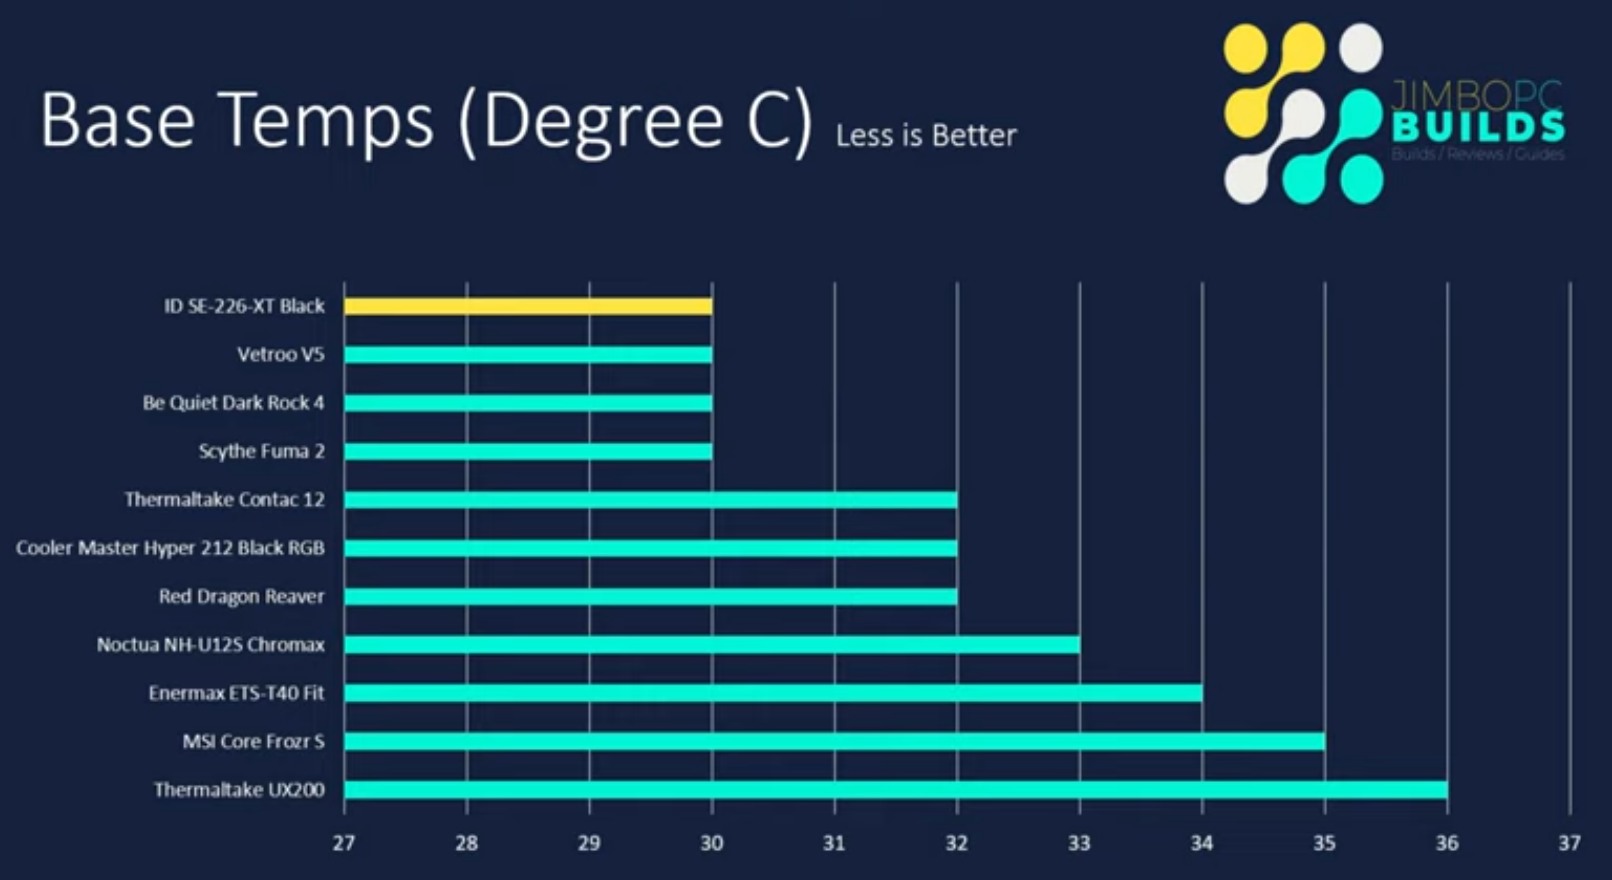 Base Temps (Degree C) Less is Better
JIMBOPC
BUILDS
Builds / Reviews / Guides
ID SE-226-XT Black
Vetroo V5
Be Quiet Dark Rock 4
Scythe Fuma 2
Thermaltake Contac 12
Cooler Master Hyper 212 Black RGB
Red Dragon Reaver
Noctua NH-U12S Chromax
Enermax ETS-T40 Fit
MSI Core Frozr S
Thermaltake UX200
27 28 29 30 31 32 33 34 35 36 37